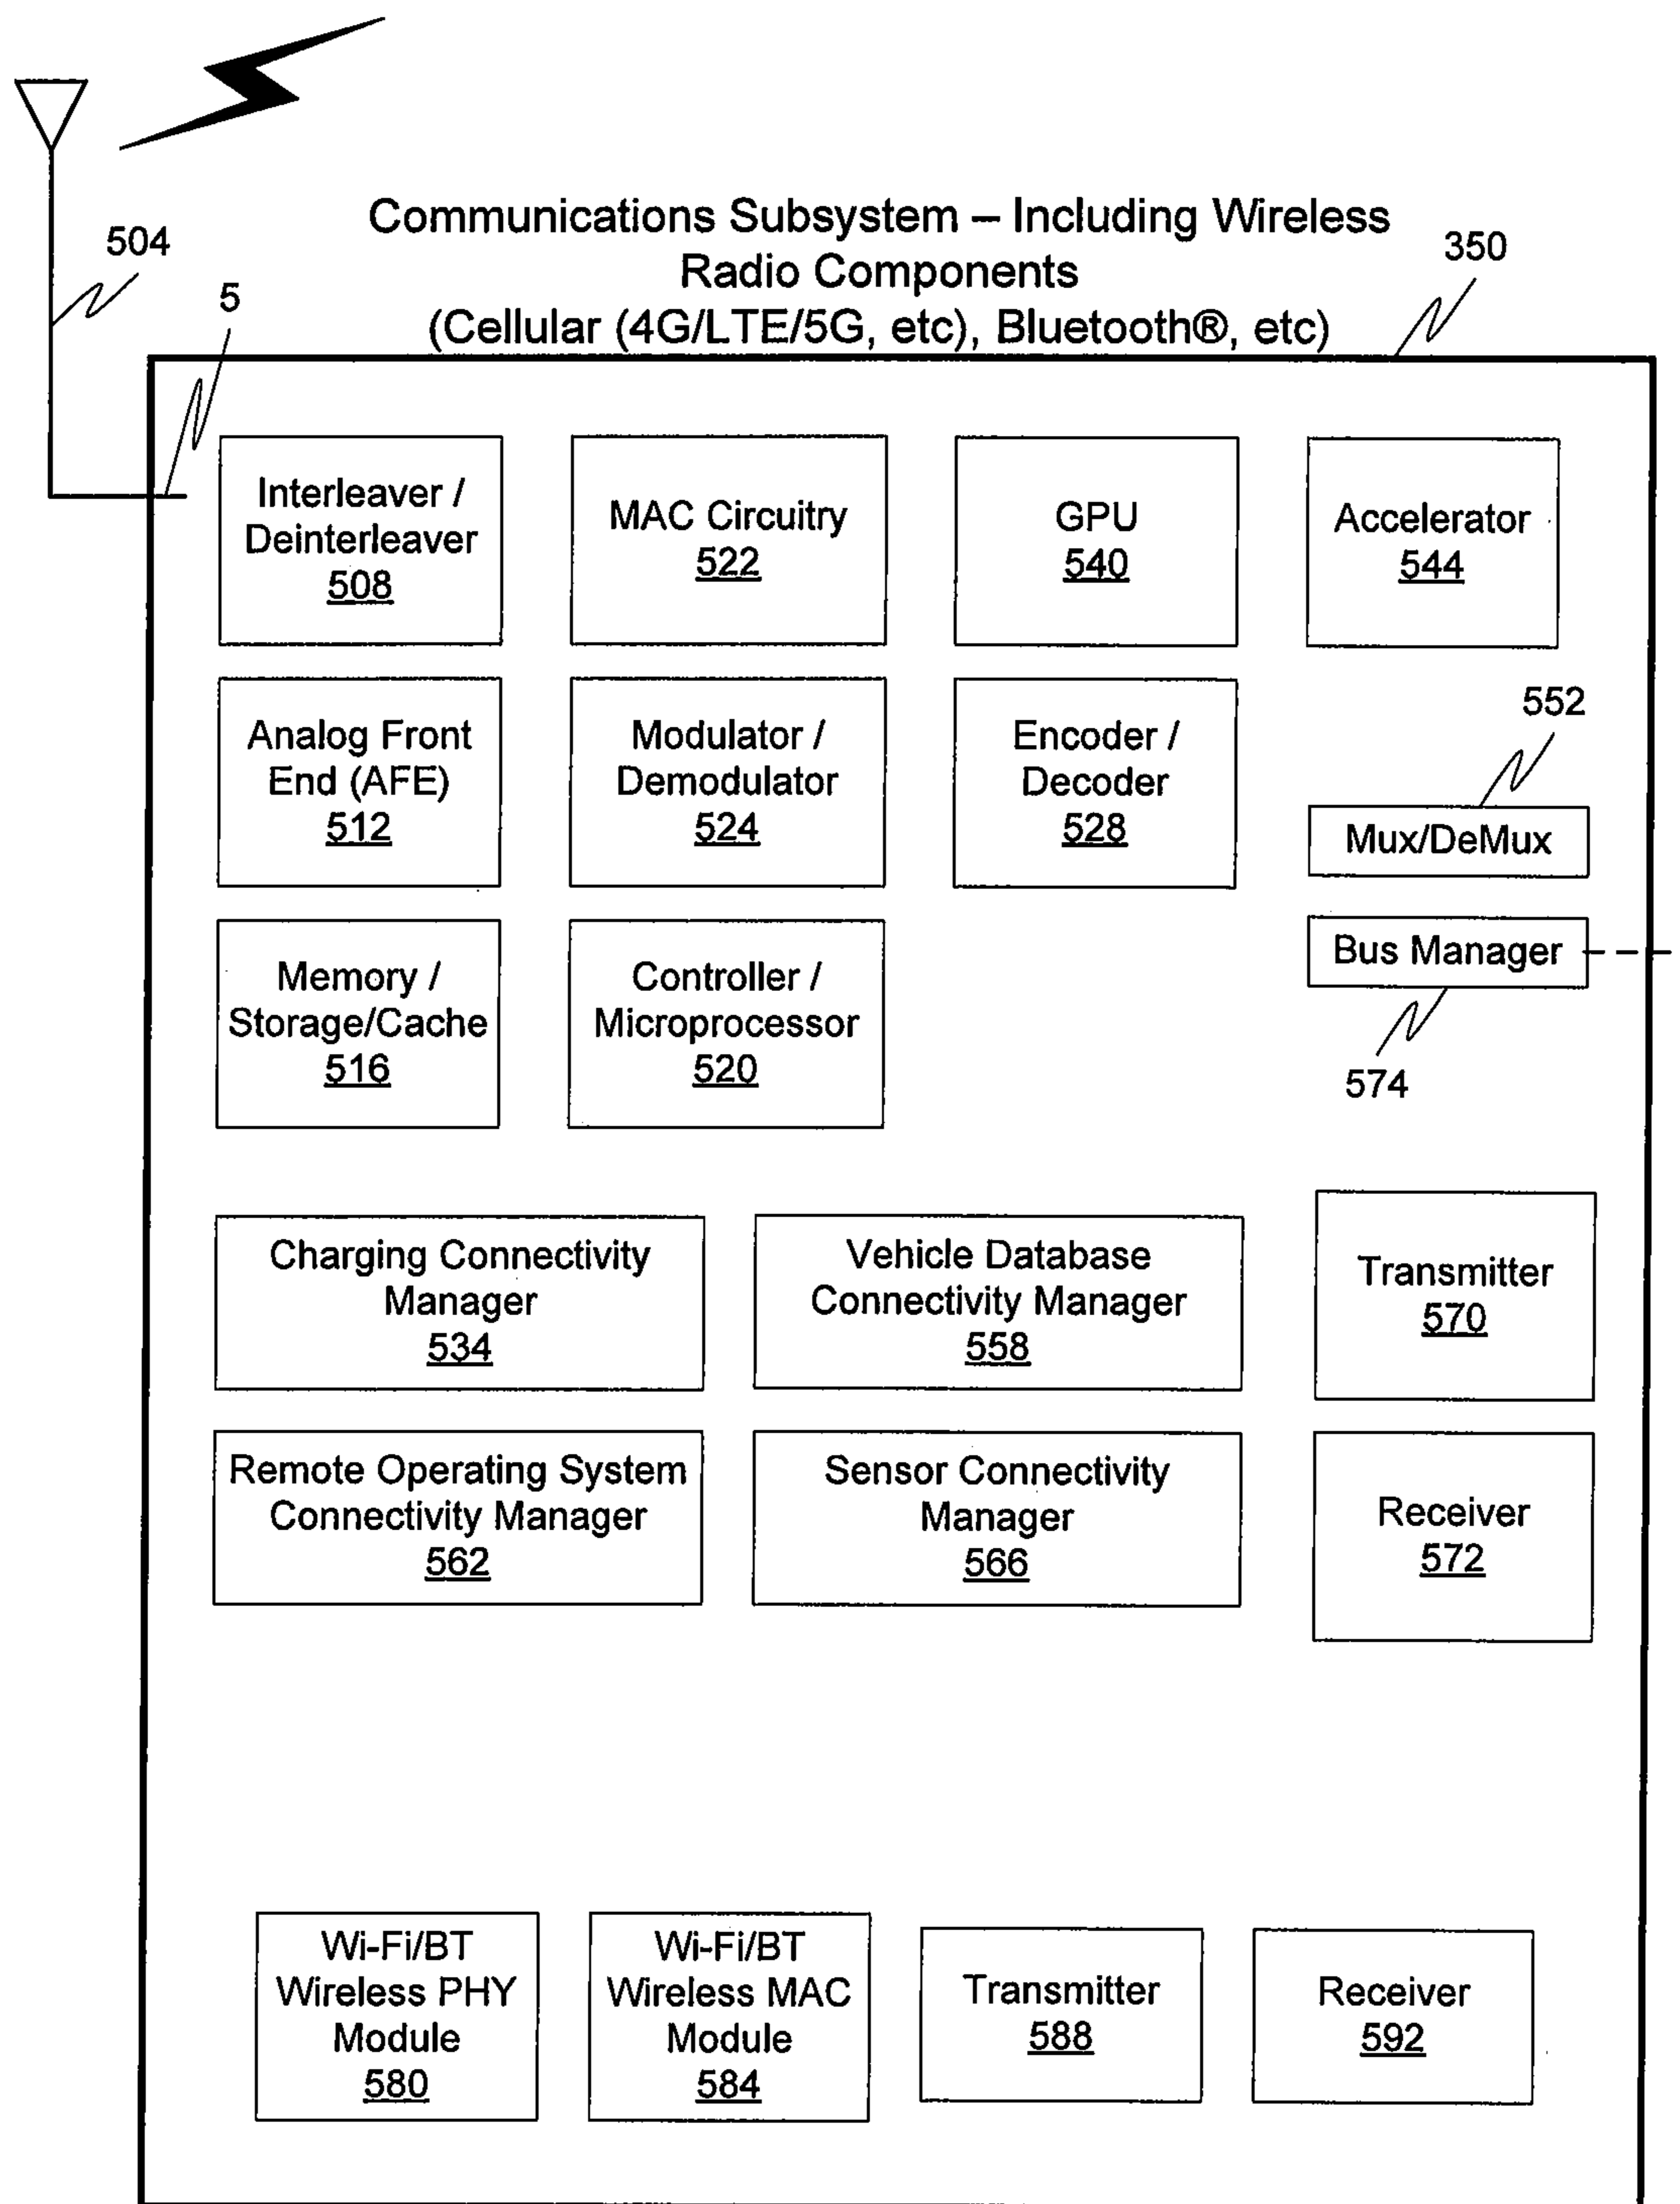 Communications Subsystem – Including Wireless
Radio Components
(Cellular (4G/LTE/5G, etc), Bluetooth®, etc)
504
5
350
Interleaver /
Deinterleaver
508
MAC Circuitry
522
GPU
540
Accelerator
544
Analog Front
End (AFE)
512
Modulator /
Demodulator
524
Encoder /
Decoder
528
552
Mux/DeMux
Memory /
Storage/Cache
516
Controller /
Microprocessor
520
Bus Manager
574
Charging Connectivity
Manager
534
Vehicle Database
Connectivity Manager
558
Transmitter
570
Remote Operating System
Connectivity Manager
562
Sensor Connectivity
Manager
566
Receiver
572
Wi-Fi/BT
Wireless PHY
Module
580
Wi-Fi/BT
Wireless MAC
Module
584
Transmitter
588
Receiver
592